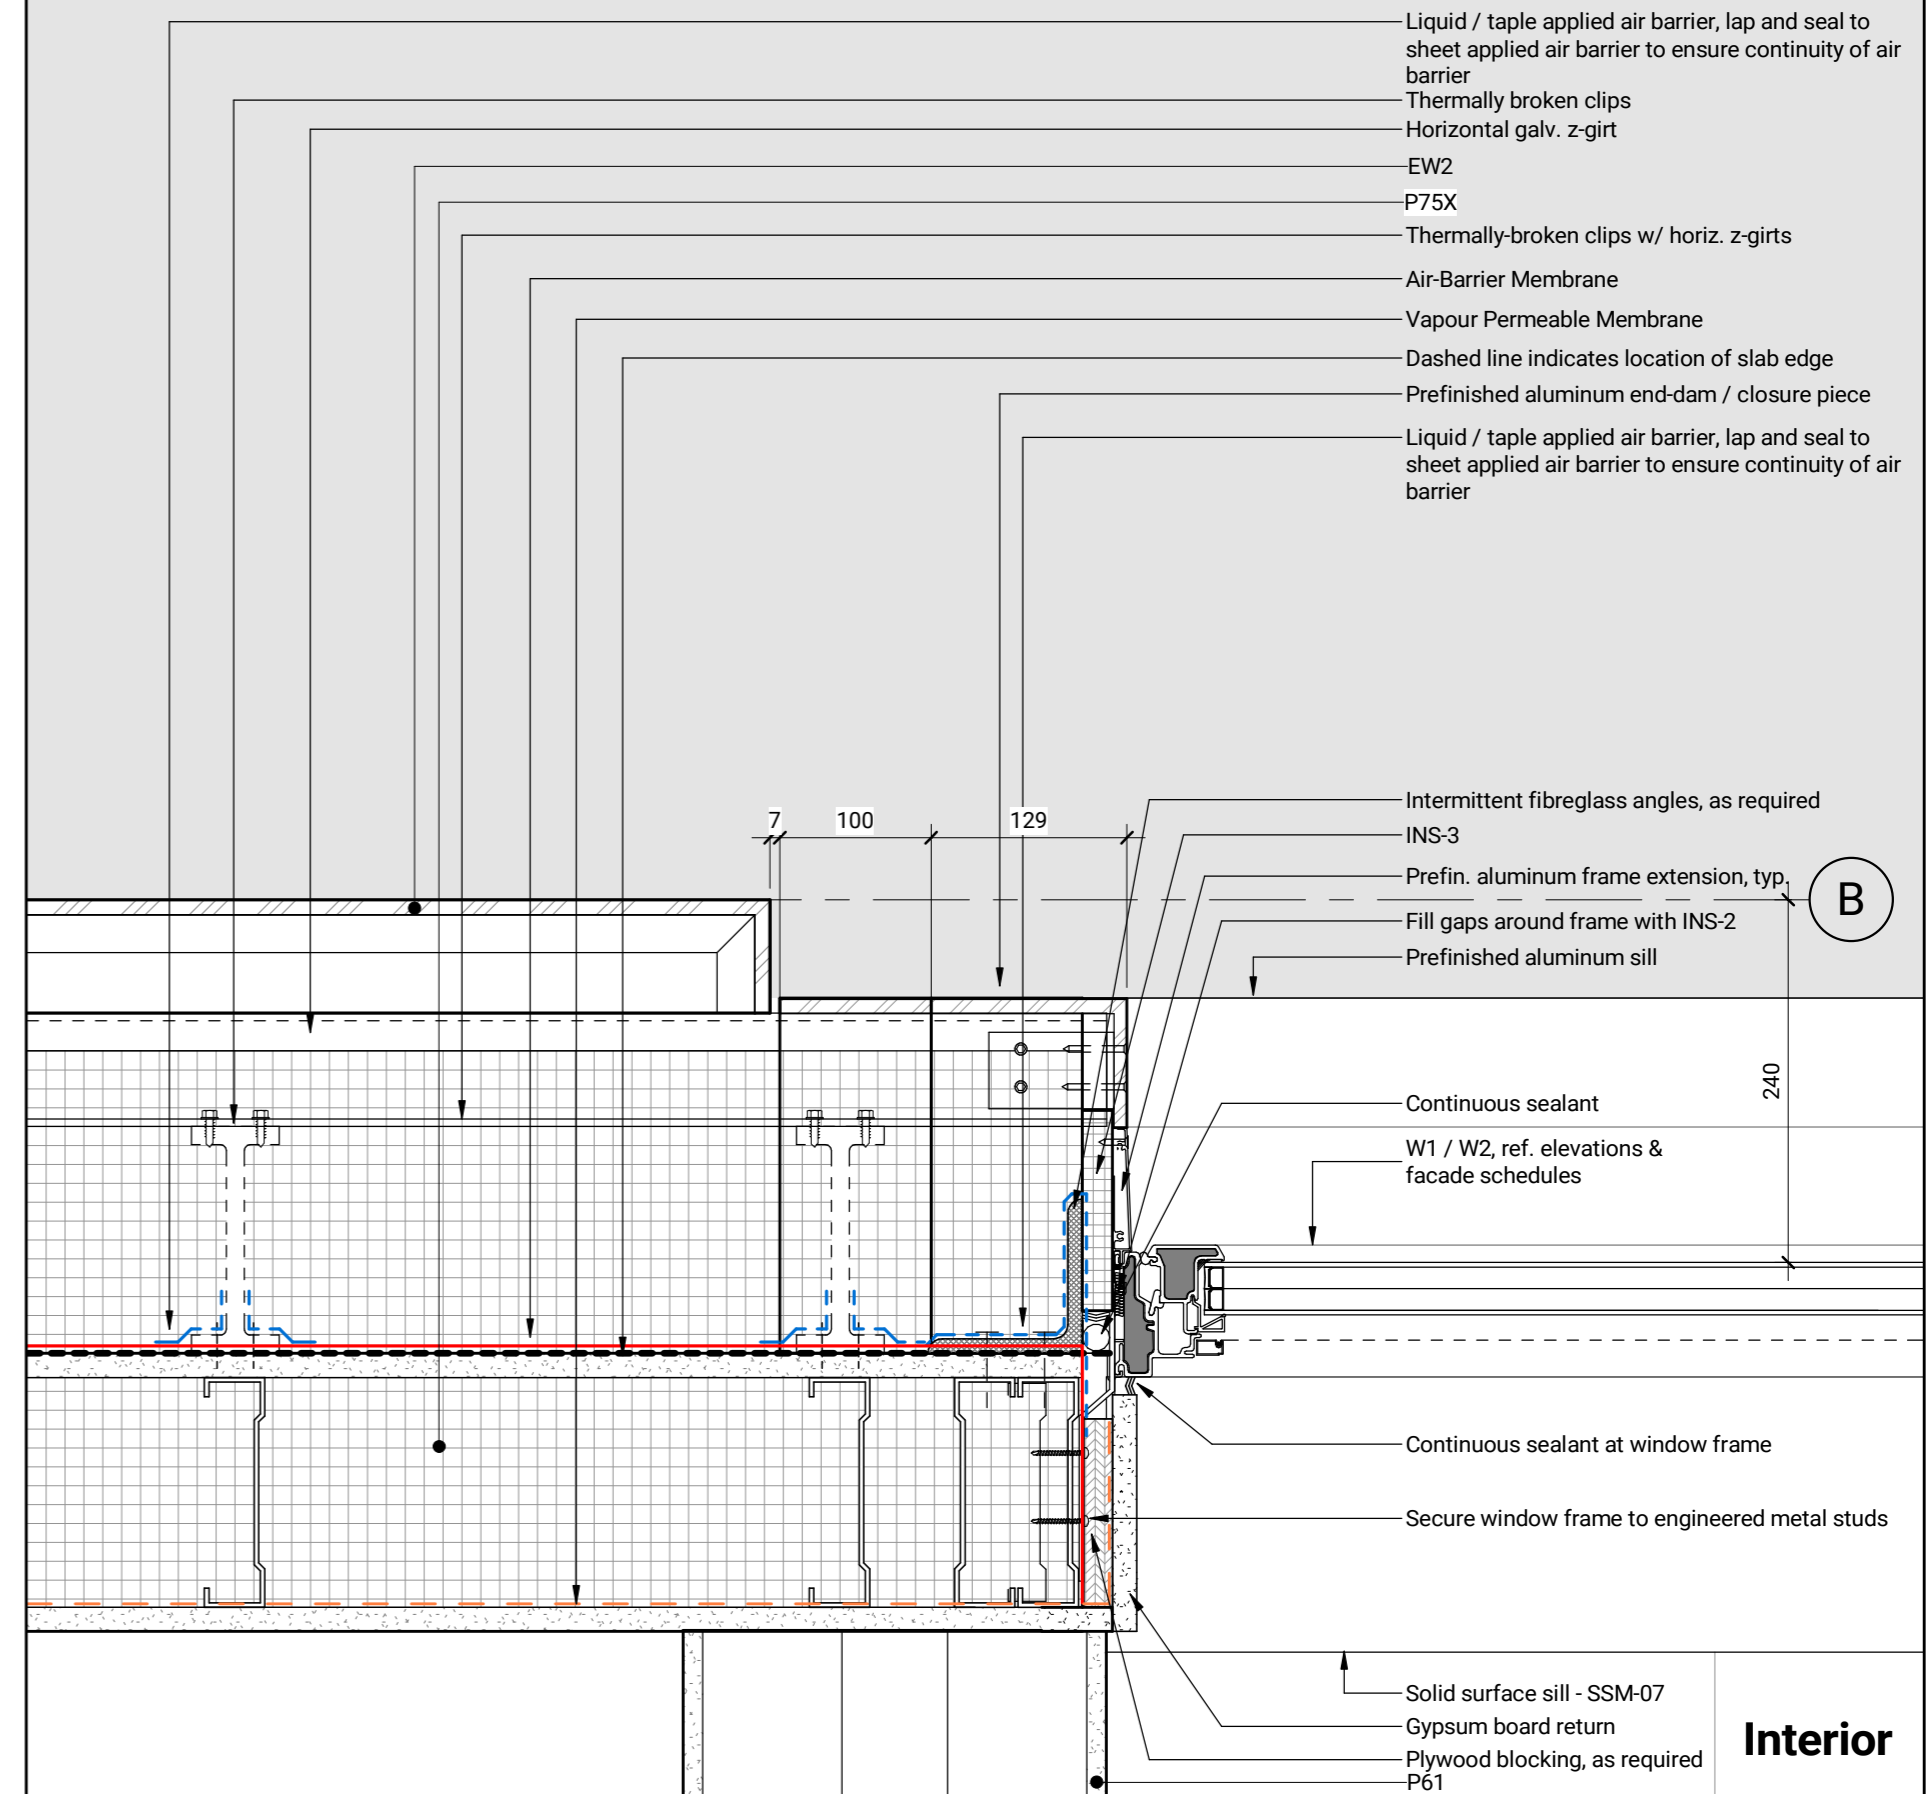 Liquid / taple applied air barrier, lap and seal to
sheet applied air barrier to ensure continuity of air
barrier
Thermally broken clips
Horizontal galv. z-girt
EW2
P75X
Thermally-broken clips w/ horiz. z-girts
Air-Barrier Membrane
Vapour Permeable Membrane
Dashed line indicates location of slab edge
Prefinished aluminum end-dam / closure piece
Liquid / taple applied air barrier, lap and seal to
sheet applied air barrier to ensure continuity of air
barrier
7
100
129
Intermittent fibreglass angles, as required
INS-3
Prefin. aluminum frame extension, typ.
B
Fill gaps around frame with INS-2
Prefinished aluminum sill
240
Continuous sealant
W1 / W2, ref. elevations &
facade schedules
Continuous sealant at window frame
Secure window frame to engineered metal studs
Solid surface sill - SSM-07
Gypsum board return
Interior
Plywood blocking, as required
P61